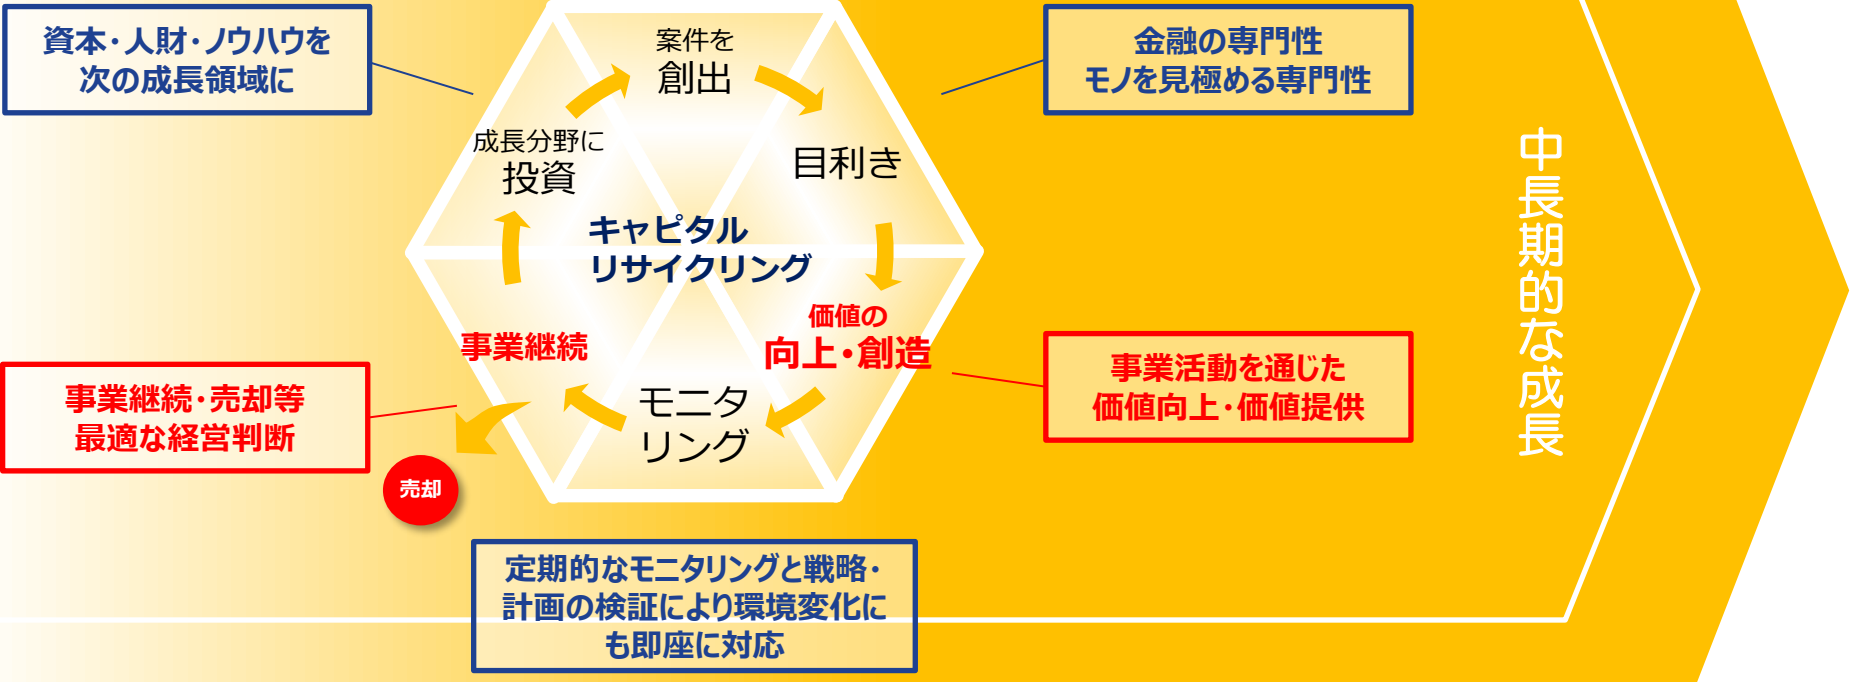 資本・人財・ノウハウを
次の成長領域に
案件を
創出
金融の専門性
モノを見極める専門性
成長分野に
投資
目利き
キャピタル
リサイクリング
中長期的な成長
事業継続
価値の
向上・創造
事業継続・売却等
最適な経営判断
モニタ
リング
事業活動を通じた
価値向上・価値提供
売却
定期的なモニタリングと戦略・
計画の検証により環境変化に
も即座に対応